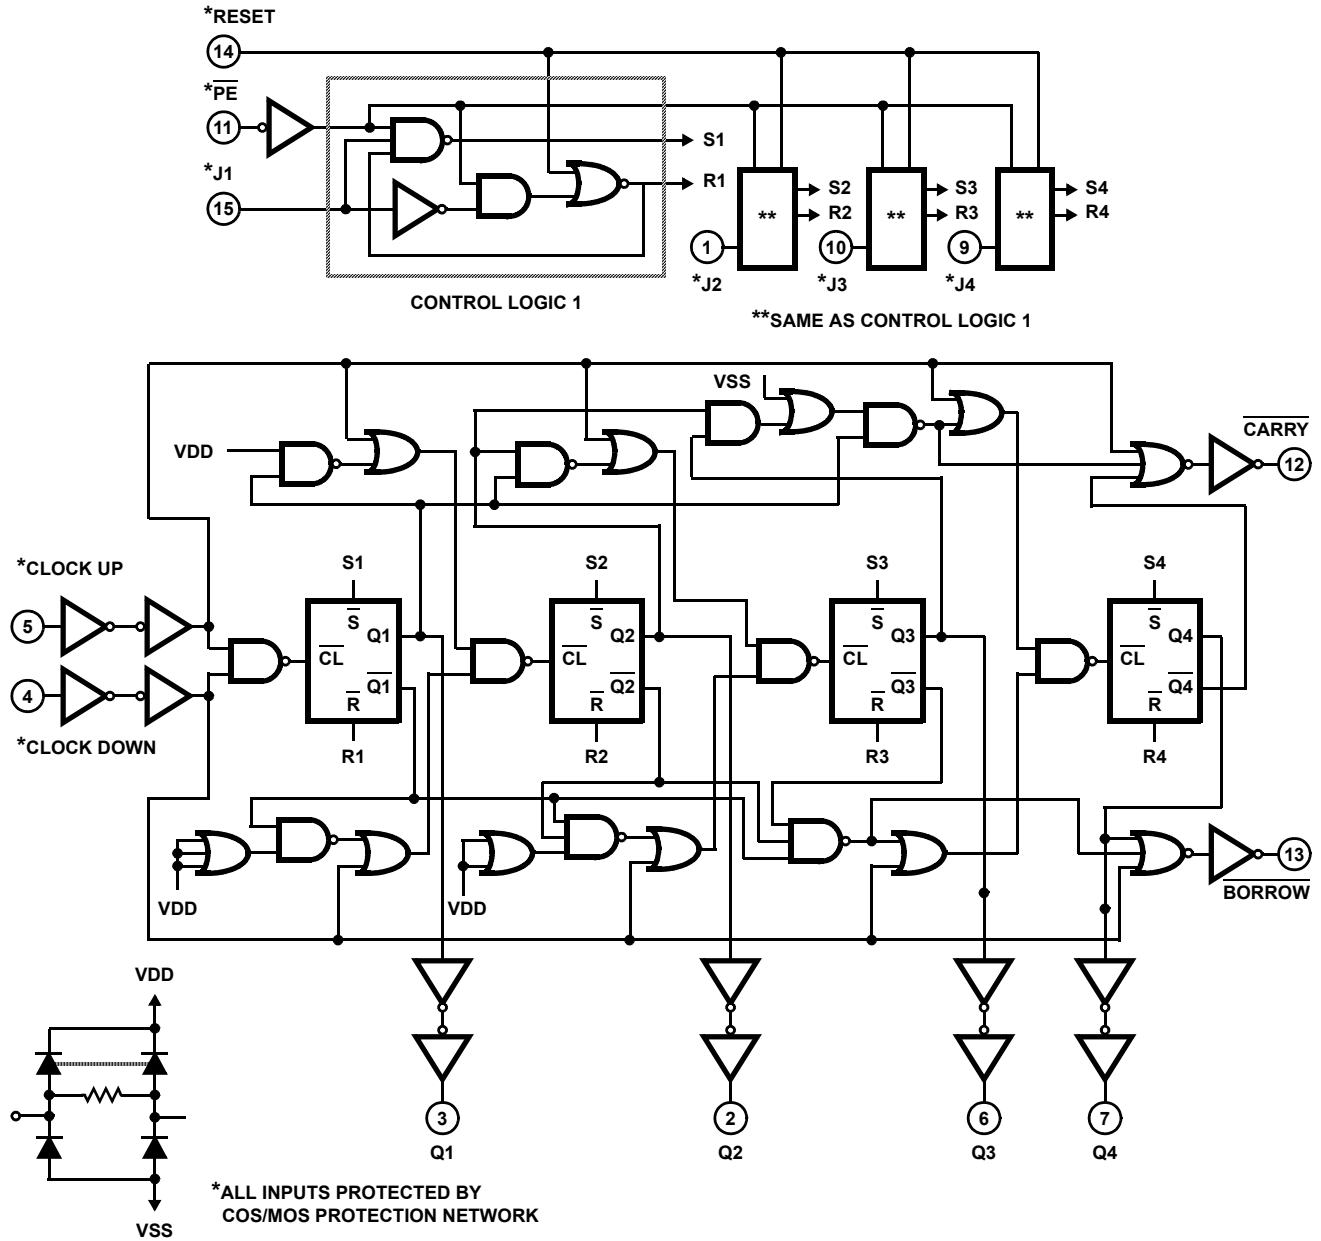 *RESET
14
*PE
11
*J1
15
S1
R1
CONTROL LOGIC 1
** ** **
S2 S3 S4
R2 R3 R4
1 10 9
*J2 *J3 *J4
**SAME AS CONTROL LOGIC 1
VSS
VDD
CARRY
12
*CLOCK UP
5
4
*CLOCK DOWN
S1 S2 S3 S4
S S S S
Q1 Q2 Q3 Q4
CL CL CL CL
Q1 Q2 Q3 Q4
R R R R
R1 R2 R3 R4
VDD VDD
13
BORROW
VDD
VSS
3 2 6 7
Q1 Q2 Q3 Q4
*ALL INPUTS PROTECTED BY
COS/MOS PROTECTION NETWORK